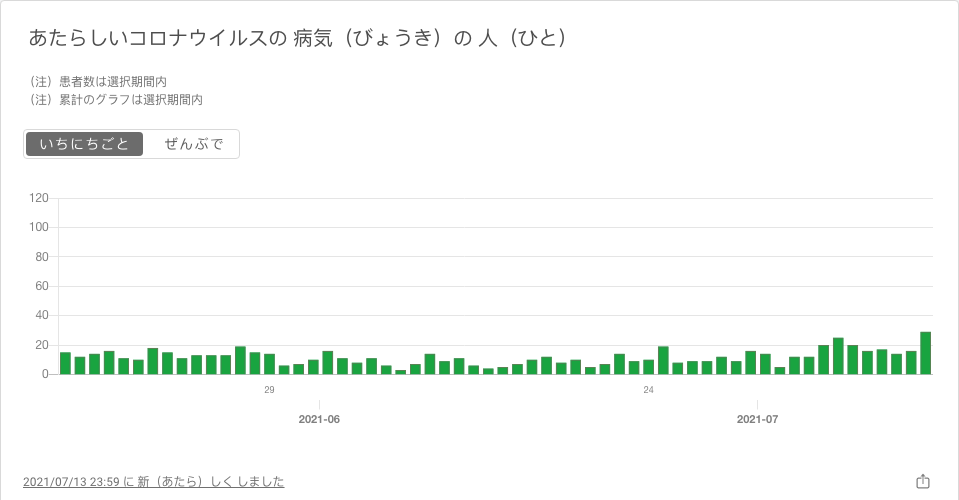 あたらしいコロナウイルスの 病気（びょうき）の 人（ひと）
（注）患者数は選択期間内
（注）累計のグラフは選択期間内
いちにちごと ぜんぶで
120
100
80
60
40
20
0
29 24
2021-06 2021-07
2021/07/13 23:59 に 新（あたら）しく しました